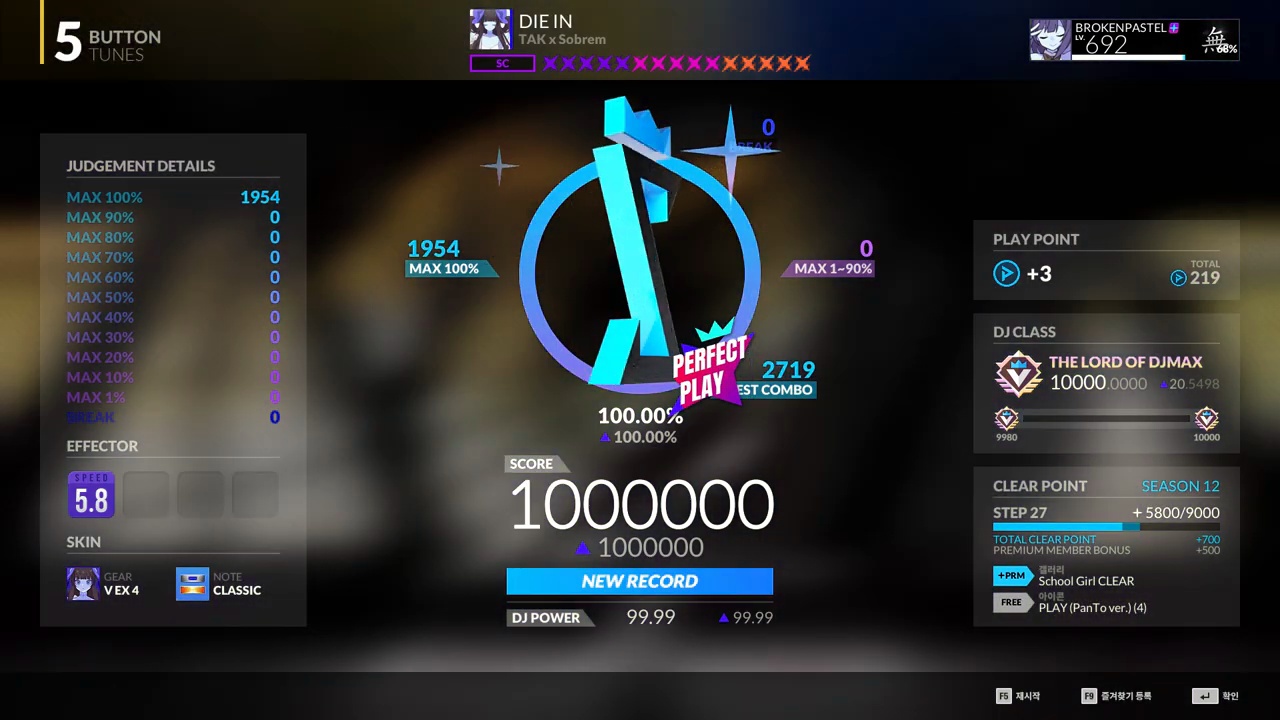 5 BUTTON
TUNES
DIE IN
TAK x Sobrem
SC
BROKENPASTEL
LV. 692
無
68%
JUDGEMENT DETAILS
MAX 100% 1954
MAX 90% 0
MAX 80% 0
MAX 70% 0
MAX 60% 0
MAX 50% 0
MAX 40% 0
MAX 30% 0
MAX 20% 0
MAX 10% 0
MAX 1% 0
BREAK 0
EFFECTOR
SPEED
5.8
SKIN
GEAR
V EX 4
NOTE
CLASSIC
0
BREAK
1954
MAX 100%
0
MAX 1~90%
PERFECT
PLAY
2719
EST COMBO
100.00%
▲ 100.00%
SCORE
1000000
▲ 1000000
NEW RECORD
DJ POWER 99.99 ▲ 99.99
PLAY POINT
+3
TOTAL
219
DJ CLASS
THE LORD OF DJMAX
10000.0000 ▲20.5498
9980 10000
CLEAR POINT SEASON 12
STEP 27 + 5800/9000
TOTAL CLEAR POINT +700
PREMIUM MEMBER BONUS +500
+PRM 갤러리
School Girl CLEAR
FREE 아이콘
PLAY (PanTo ver.) (4)
F5 재시작 F9 즐겨찾기 등록 확인